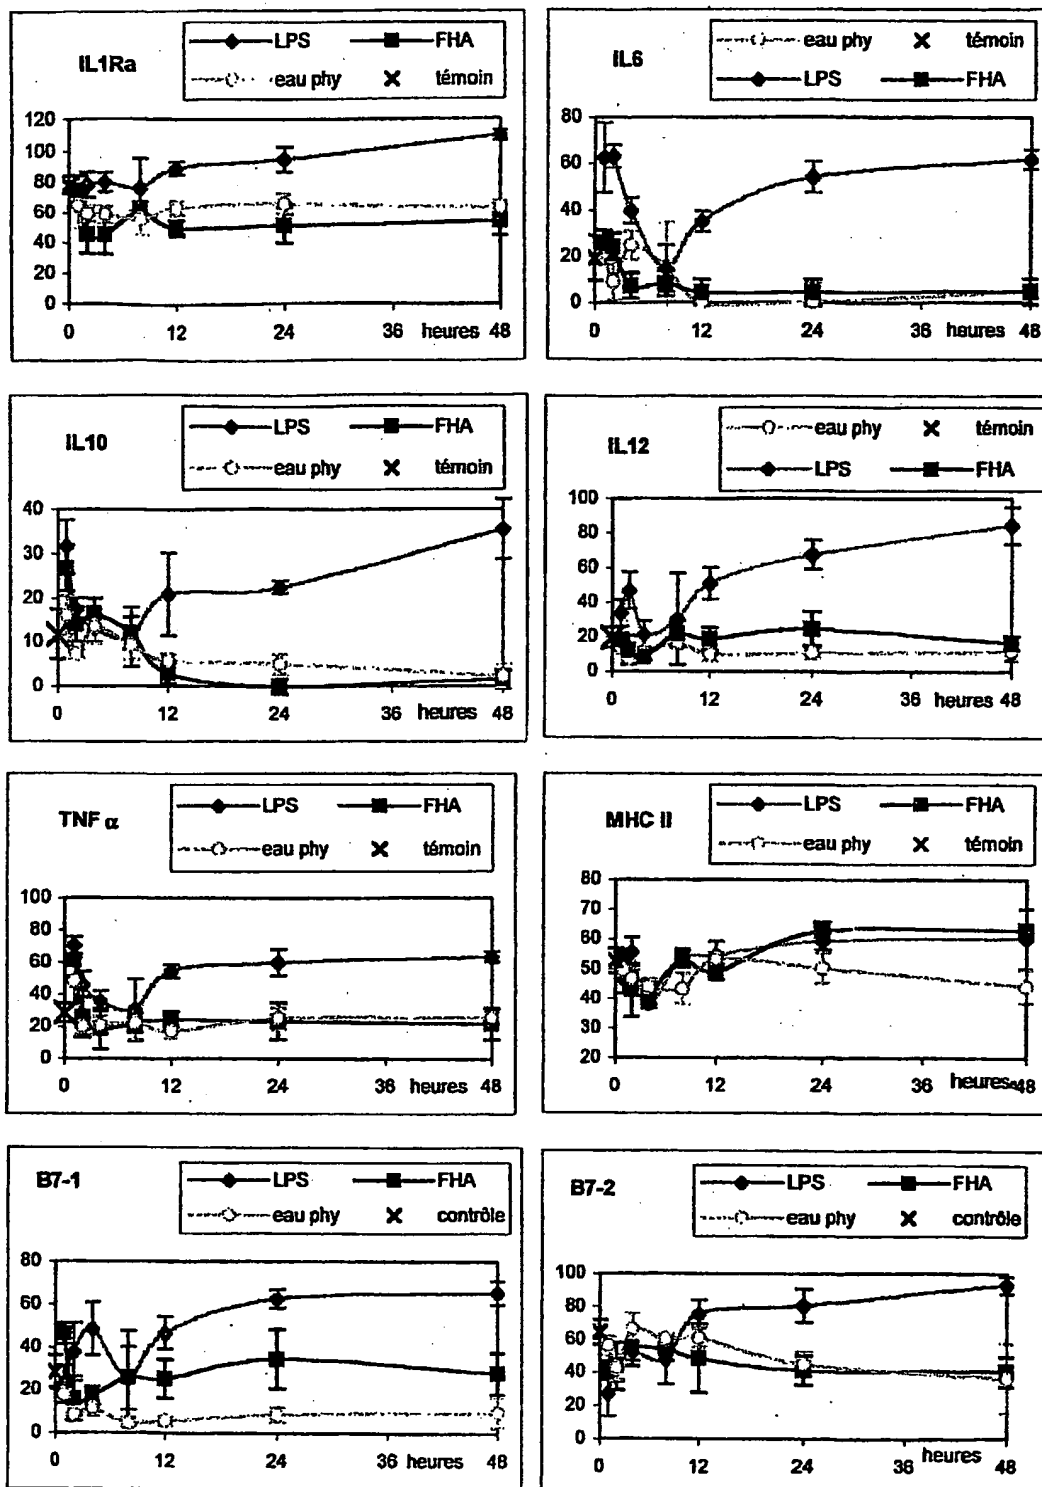 IL1Ra
LPS FHA
eau phy témoin
120
100
80
60
40
20
0
0 12 24 36 heures 48
IL6
eau phy témoin
LPS FHA
80
60
40
20
0
0 12 24 36 heures 48
IL10
LPS FHA
eau phy témoin
40
30
20
10
0
0 12 24 36 heures 48
IL12
eau phy témoin
LPS FHA
100
80
60
40
20
0
0 12 24 36 heures 48
TNF α
LPS FHA
eau phy témoin
100
80
60
40
20
0
0 12 24 36 heures 48
MHC II
LPS FHA
eau phy témoin
80
70
60
50
40
30
20
0 12 24 36 heures 48
B7-1
LPS FHA
eau phy contrôle
80
60
40
20
0
0 12 24 36 heures 48
B7-2
LPS FHA
eau phy contrôle
100
80
60
40
20
0
0 12 24 36 heures 48